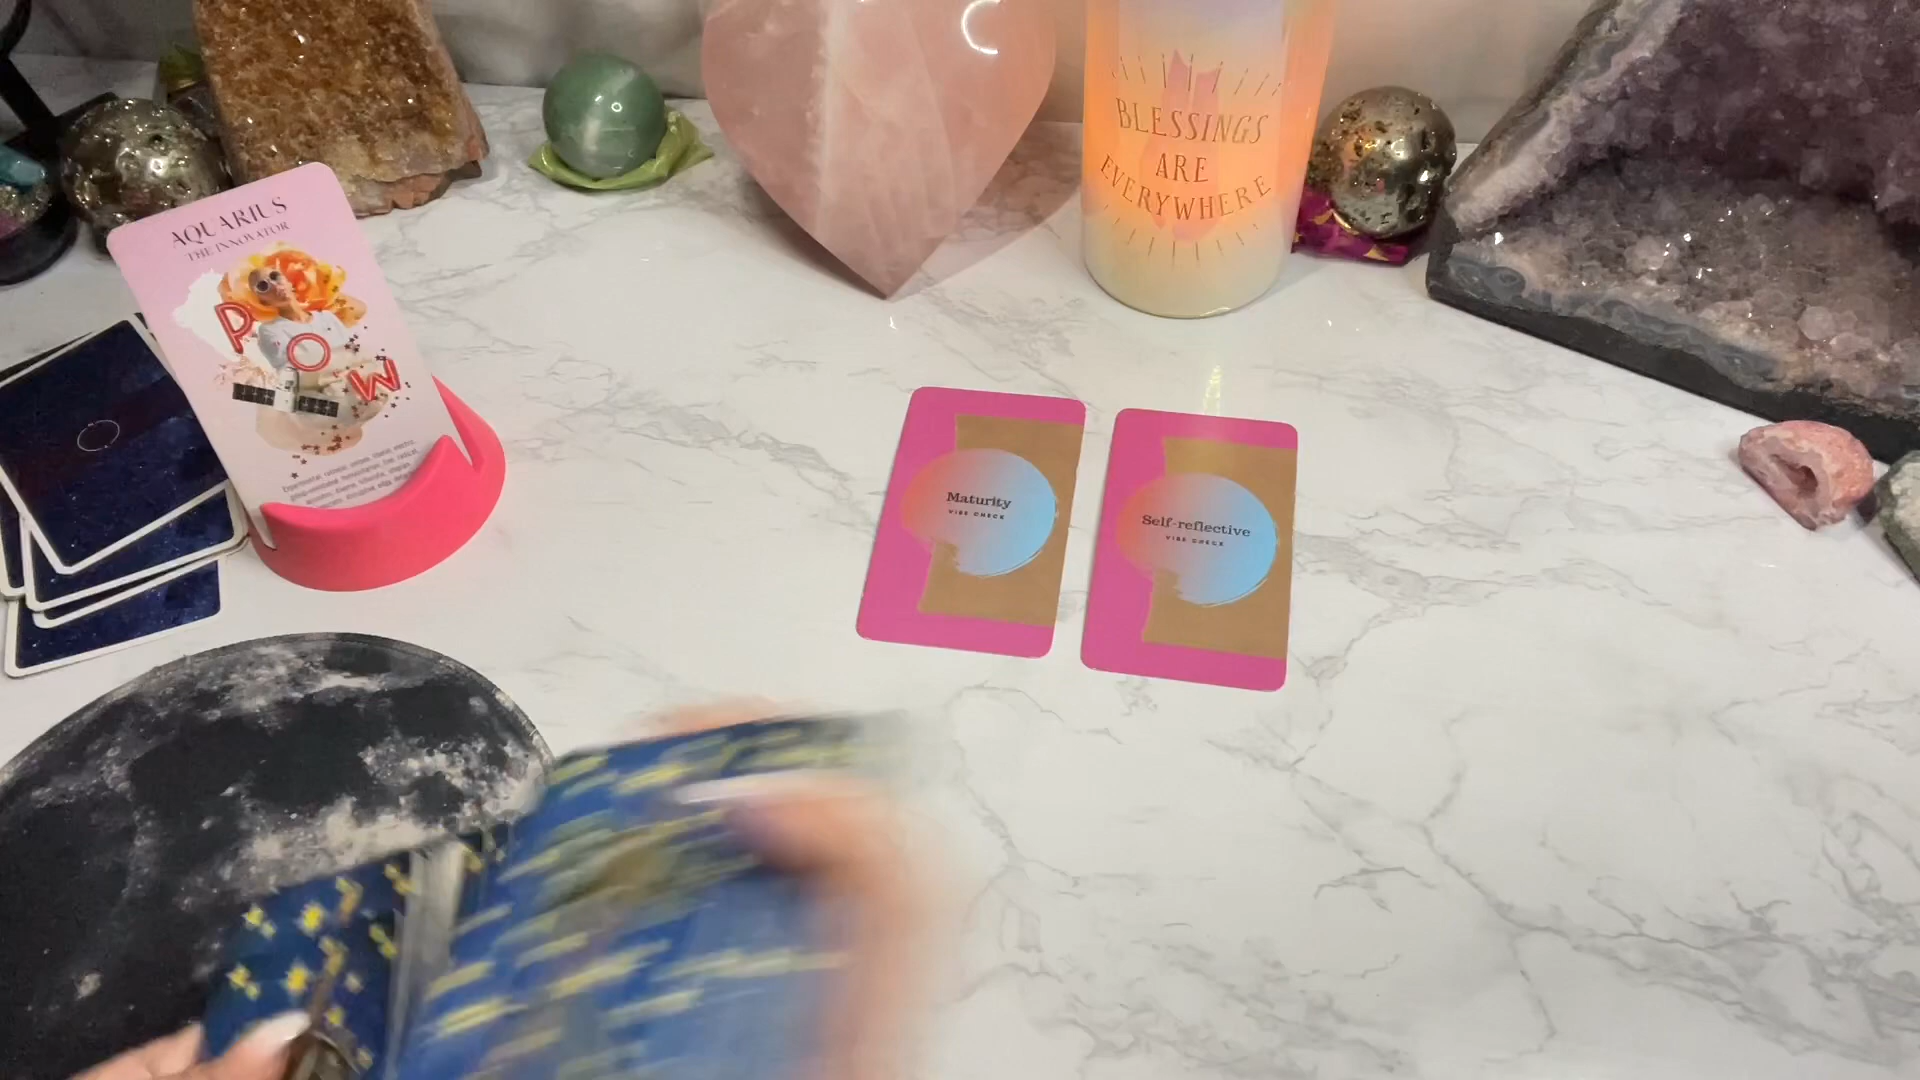 AQUARIUS
THE INNOVATOR
POW
BLESSINGS
ARE
EVERYWHERE
Maturity
VIBE CHECK
Self-reflective
VIBE CHECK